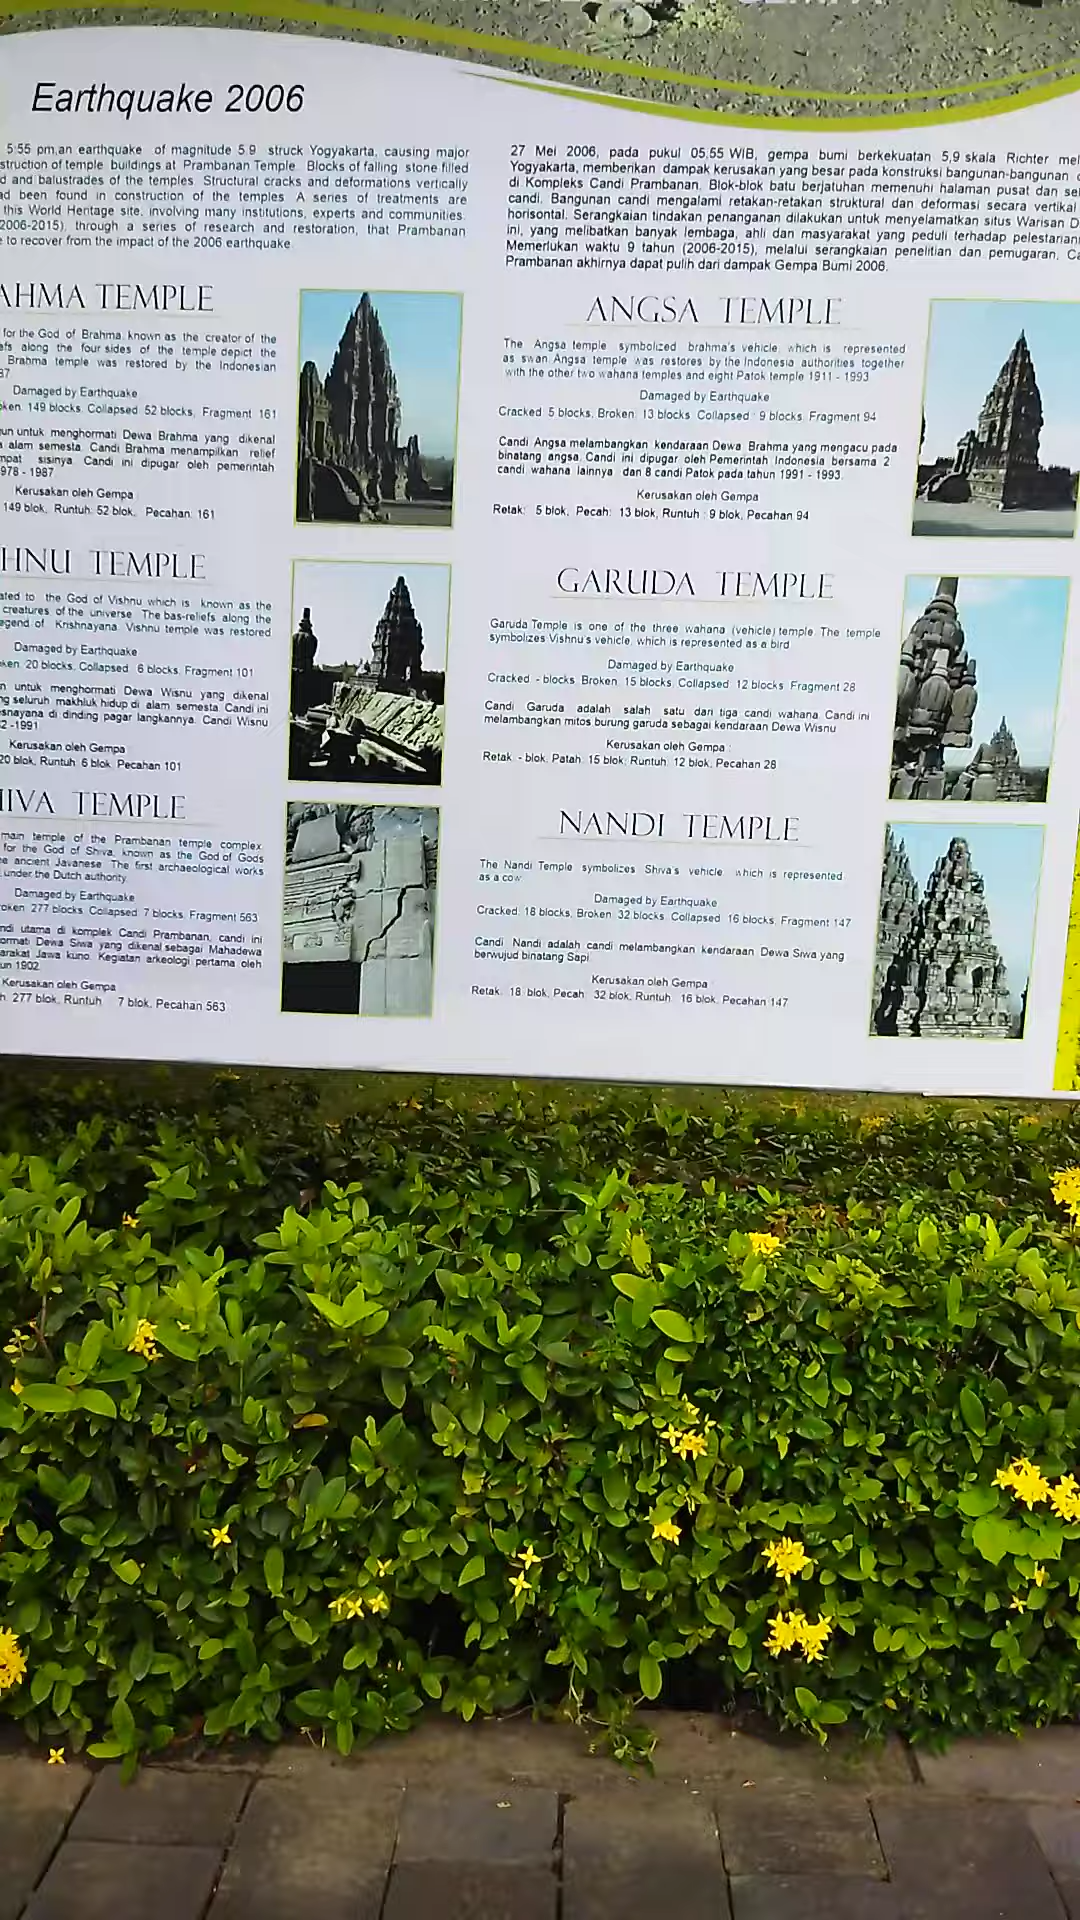 Earthquake 2006
5:55 pm,an earthquake of magnitude 5.9 struck Yogyakarta, causing major
struction of temple buildings at Prambanan Temple. Blocks of falling stone filled
d and balustrades of the temples. Structural cracks and deformations vertically
ad been found in construction of the temples. A series of treatments are
this World Heritage site, involving many institutions, experts and communities.
2006-2015), through a series of research and restoration, that Prambanan
e to recover from the impact of the 2006 earthquake.
27 Mei 2006, pada pukul 05,55 WIB, gempa bumi berkekuatan 5,9 skala Richter mel
Yogyakarta, memberikan dampak kerusakan yang besar pada konstruksi bangunan-bangunan
di Kompleks Candi Prambanan. Blok-blok batu berjatuhan memenuhi halaman pusat dan se
candi. Bangunan candi mengalami retakan-retakan struktural dan deformasi secara vertikal
horisontal. Serangkaian tindakan penanganan dilakukan untuk menyelamatkan situs Warisan D
ini, yang melibatkan banyak lembaga, ahli dan masyarakat yang peduli terhadap pelestarian
Memerlukan waktu 9 tahun (2006-2015), melalui serangkaian penelitian dan pemugaran, Ca
Prambanan akhirnya dapat pulih dari dampak Gempa Bumi 2006.
AHMA TEMPLE
for the God of Brahma, known as the creator of the
efs along the four sides of the temple depict the
Brahma temple was restored by the Indonesian
87
Damaged by Earthquake
oken: 149 blocks, Collapsed: 52 blocks, Fragment 161
un untuk menghormati Dewa Brahma yang dikenal
a alam semesta. Candi Brahma menampilkan relief
mpat sisinya. Candi ini dipugar oleh pemerintah
978 - 1987
Kerusakan oleh Gempa
149 blok, Runtuh: 52 blok, Pecahan: 161
HNU TEMPLE
ated to the God of Vishnu which is known as the
creatures of the universe. The bas-reliefs along the
egend of Krishnayana. Vishnu temple was restored
Damaged by Earthquake
ken: 20 blocks, Collapsed: 6 blocks, Fragment 101
n untuk menghormati Dewa Wisnu yang dikenal
ng seluruh makhluk hidup di alam semesta. Candi ini
snayana di dinding pagar langkannya. Candi Wisnu
2 -1991
Kerusakan oleh Gempa
20 blok, Runtuh: 6 blok, Pecahan 101
IVA TEMPLE
main temple of the Prambanan temple complex.
for the God of Shiva, known as the God of Gods
e ancient Javanese. The first archaeological works
under the Dutch authority.
Damaged by Earthquake
oken: 277 blocks, Collapsed: 7 blocks, Fragment 563
ndi utama di komplek Candi Prambanan, candi ini
ormati Dewa Siwa yang dikenal sebagai Mahadewa
arakat Jawa kuno. Kegiatan arkeologi pertama oleh
un 1902.
Kerusakan oleh Gempa
h: 277 blok, Runtuh: 7 blok, Pecahan 563
ANGSA TEMPLE
The Angsa temple symbolized brahma's vehicle, which is represented
as swan. Angsa temple was restores by the Indonesia authorities together
with the other two wahana temples and eight Patok temple 1911 - 1993
Damaged by Earthquake
Cracked: 5 blocks, Broken: 13 blocks, Collapsed : 9 blocks, Fragment 94
Candi Angsa melambangkan kendaraan Dewa Brahma yang mengacu pada
binatang angsa. Candi ini dipugar oleh Pemerintah Indonesia bersama 2
candi wahana lainnya dan 8 candi Patok pada tahun 1991 - 1993.
Kerusakan oleh Gempa
Retak: 5 blok, Pecah: 13 blok, Runtuh : 9 blok, Pecahan 94
GARUDA TEMPLE
Garuda Temple is one of the three wahana (vehicle) temple. The temple
symbolizes Vishnu's vehicle, which is represented as a bird
Damaged by Earthquake
Cracked: - blocks, Broken: 15 blocks, Collapsed: 12 blocks, Fragment 28
Candi Garuda adalah salah satu dari tiga candi wahana. Candi ini
melambangkan mitos burung garuda sebagai kendaraan Dewa Wisnu
Kerusakan oleh Gempa :
Retak: - blok, Patah: 15 blok, Runtuh: 12 blok, Pecahan 28
NANDI TEMPLE
The Nandi Temple symbolizes Shiva's vehicle, which is represented
as a cow
Damaged by Earthquake
Cracked: 18 blocks, Broken: 32 blocks, Collapsed: 16 blocks, Fragment 147
Candi Nandi adalah candi melambangkan kendaraan Dewa Siwa yang
berwujud binatang Sapi.
Kerusakan oleh Gempa
Retak: 18 blok, Pecah: 32 blok, Runtuh: 16 blok, Pecahan 147